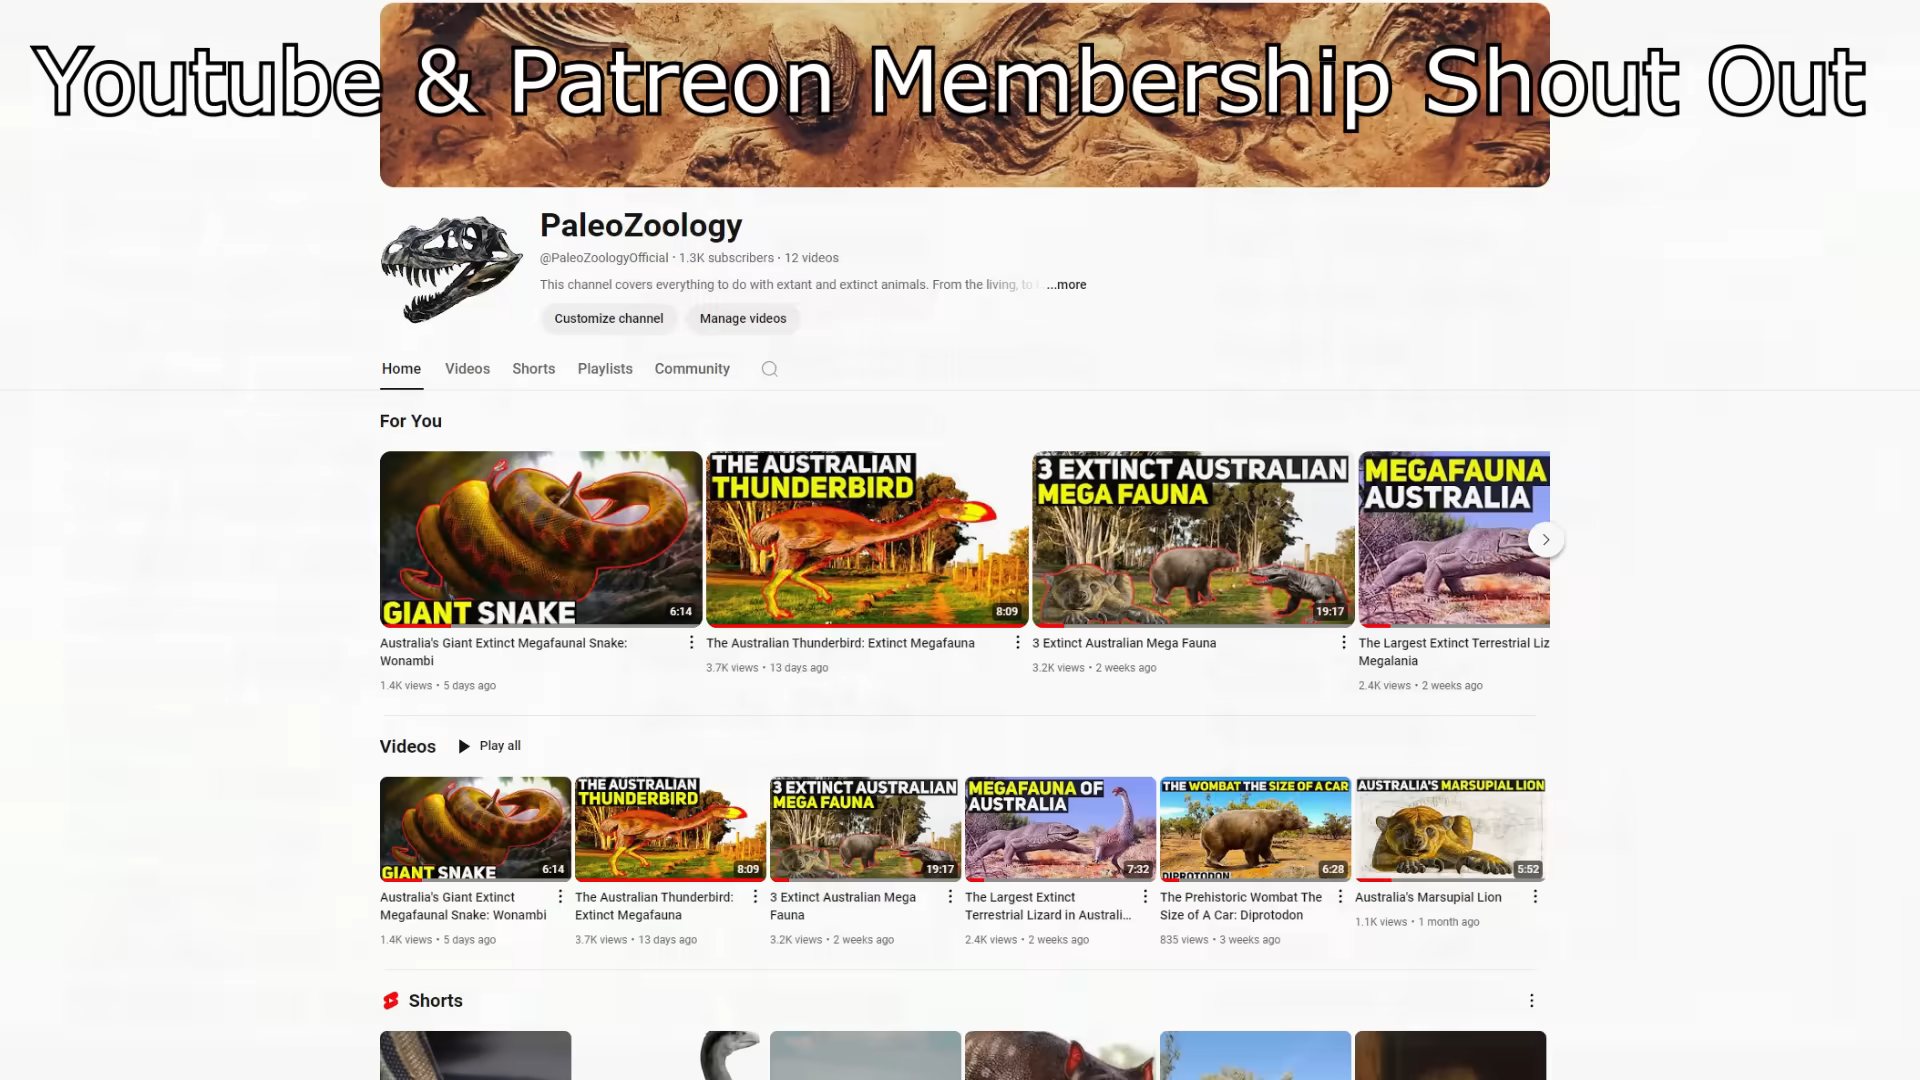 Youtube & Patreon Membership Shout Out
PaleoZoology
@PaleoZoologyOfficial · 1.3K subscribers · 12 videos
This channel covers everything to do with extant and extinct animals. From the living, to ...more
Customize channel
Manage videos
Home
Videos
Shorts
Playlists
Community
For You
GIANT SNAKE
6:14
THE AUSTRALIAN
THUNDERBIRD
8:09
3 EXTINCT AUSTRALIAN
MEGA FAUNA
19:17
MEGAFAUNA
AUSTRALIA
Australia's Giant Extinct Megafaunal Snake:
Wonambi
1.4K views • 5 days ago
The Australian Thunderbird: Extinct Megafauna
3.7K views • 13 days ago
3 Extinct Australian Mega Fauna
3.2K views • 2 weeks ago
The Largest Extinct Terrestrial Liz
Megalania
2.4K views • 2 weeks ago
Videos
Play all
GIANT SNAKE
6:14
THE AUSTRALIAN
THUNDERBIRD
8:09
3 EXTINCT AUSTRALIAN
MEGA FAUNA
19:17
MEGAFAUNA OF
AUSTRALIA
7:32
THE WOMBAT THE SIZE OF A CAR
DIPROTODON
6:28
AUSTRALIA'S MARSUPIAL LION
5:52
Australia's Giant Extinct
Megafaunal Snake: Wonambi
1.4K views • 5 days ago
The Australian Thunderbird:
Extinct Megafauna
3.7K views • 13 days ago
3 Extinct Australian Mega
Fauna
3.2K views • 2 weeks ago
The Largest Extinct
Terrestrial Lizard in Australi...
2.4K views • 2 weeks ago
The Prehistoric Wombat The
Size of A Car: Diprotodon
835 views • 3 weeks ago
Australia's Marsupial Lion
1.1K views • 1 month ago
Shorts